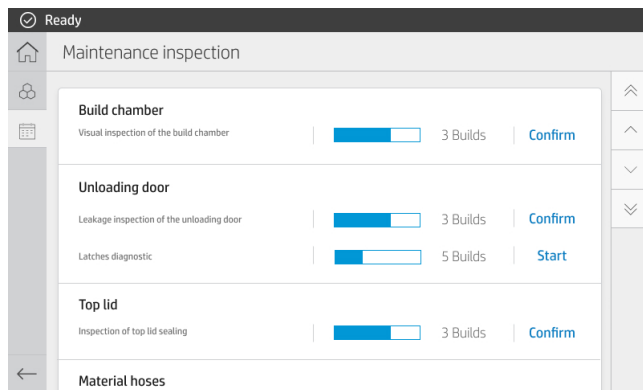 Ready
Maintenance inspection
Build chamber
Visual inspection of the build chamber 3 Builds Confirm
Unloading door
Leakage inspection of the unloading door 3 Builds Confirm
Latches diagnostic 5 Builds Start
Top lid
Inspection of top lid sealing 3 Builds Confirm
Material hoses